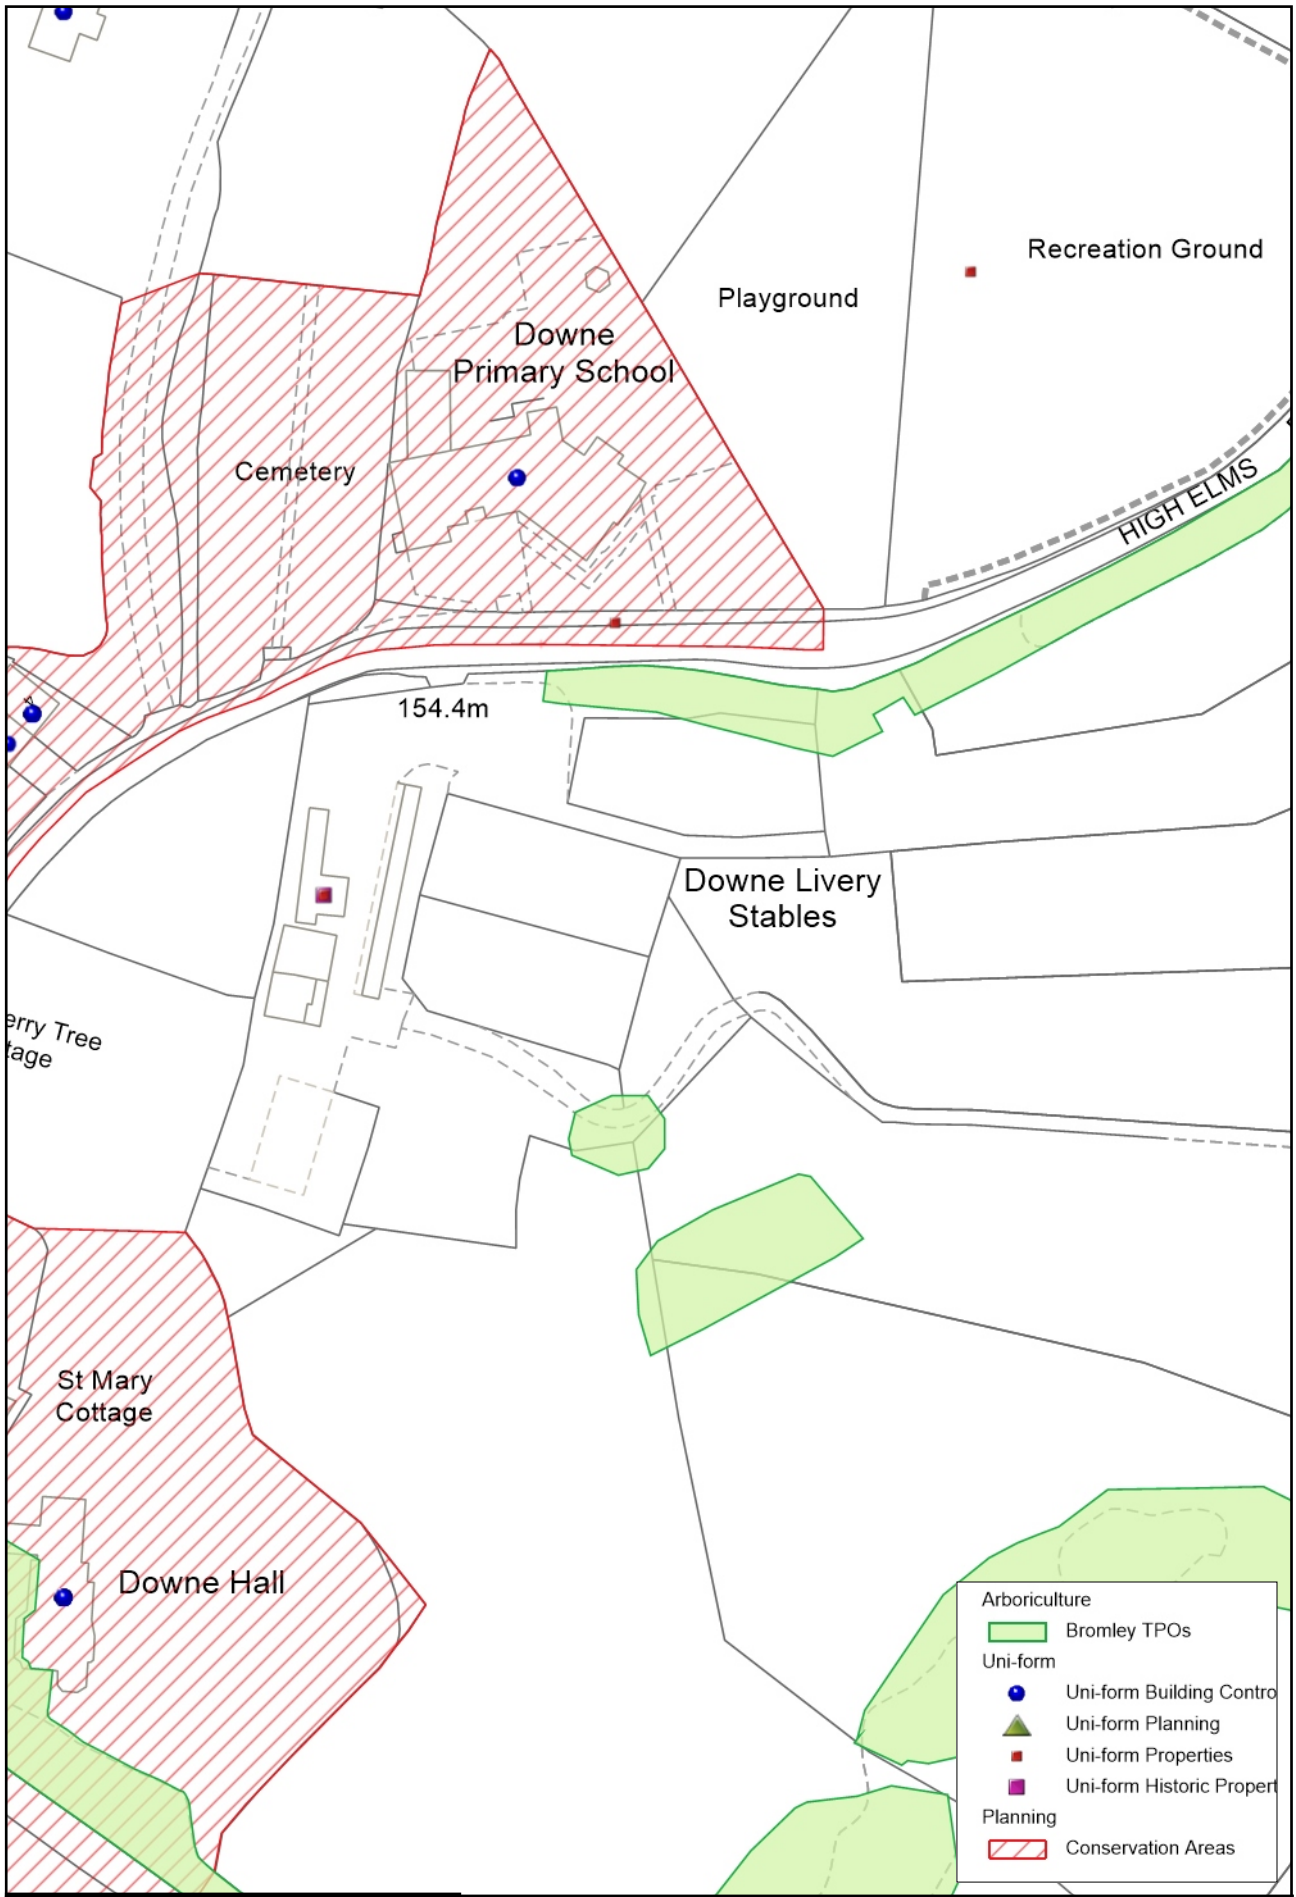 Recreation Ground
Playground
Downe
Primary School
Cemetery
HIGH ELMS
154.4m
Downe Livery
Stables
erry Tree
tage
St Mary
Cottage
Downe Hall
Arboriculture
Bromley TPOs
Uni-form
Uni-form Building Contro
Uni-form Planning
Uni-form Properties
Uni-form Historic Propert
Planning
Conservation Areas